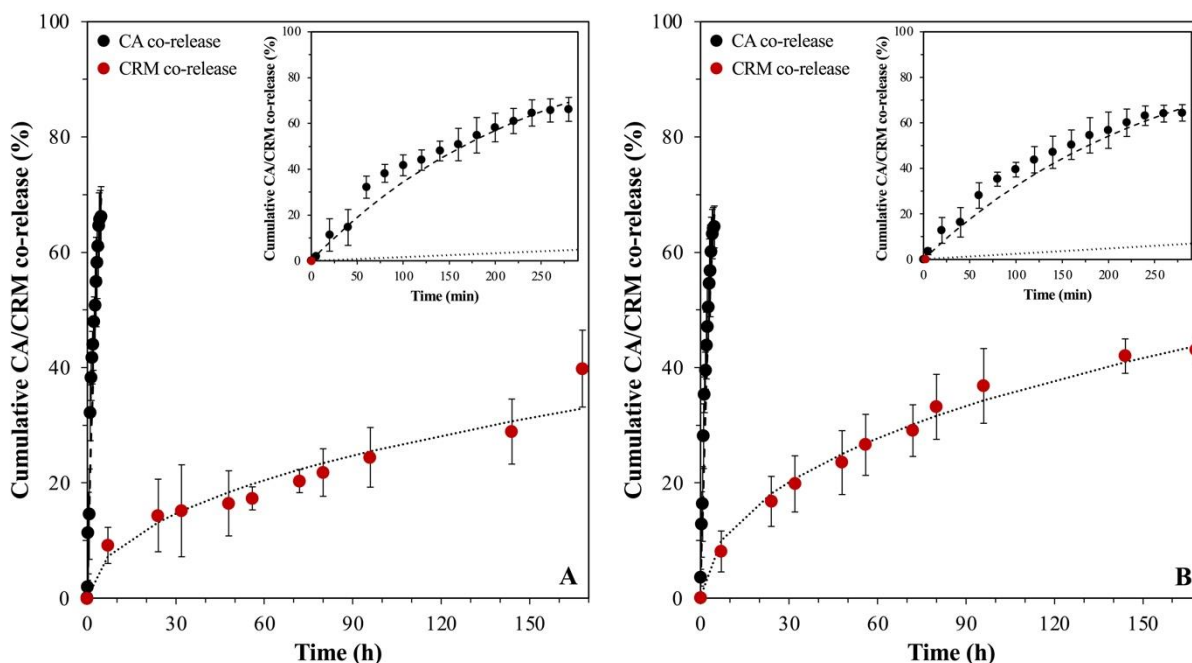 100
80
60
40
20
0
Cumulative CA/CRM co-release (%)
CA co-release
CRM co-release
0 30 60 90 120 150
Time (h)
A
100
80
60
40
20
0
Cumulative CA/CRM co-release (%)
0 50 100 150 200 250
Time (min)
100
80
60
40
20
0
Cumulative CA/CRM co-release (%)
CA co-release
CRM co-release
0 30 60 90 120 150
Time (h)
B
100
80
60
40
20
0
Cumulative CA/CRM co-release (%)
0 50 100 150 200 250
Time (min)